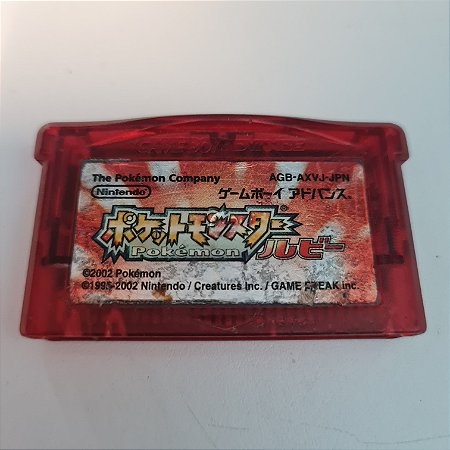 The Pokémon Company AGB-AXVJ-JPN
Nintendo ゲームボーイ アドバンス®
ポケットモンスター®
Pokémon ルビー
©2002 Pokémon
©1995-2002 Nintendo / Creatures inc. / GAME FREAK inc.